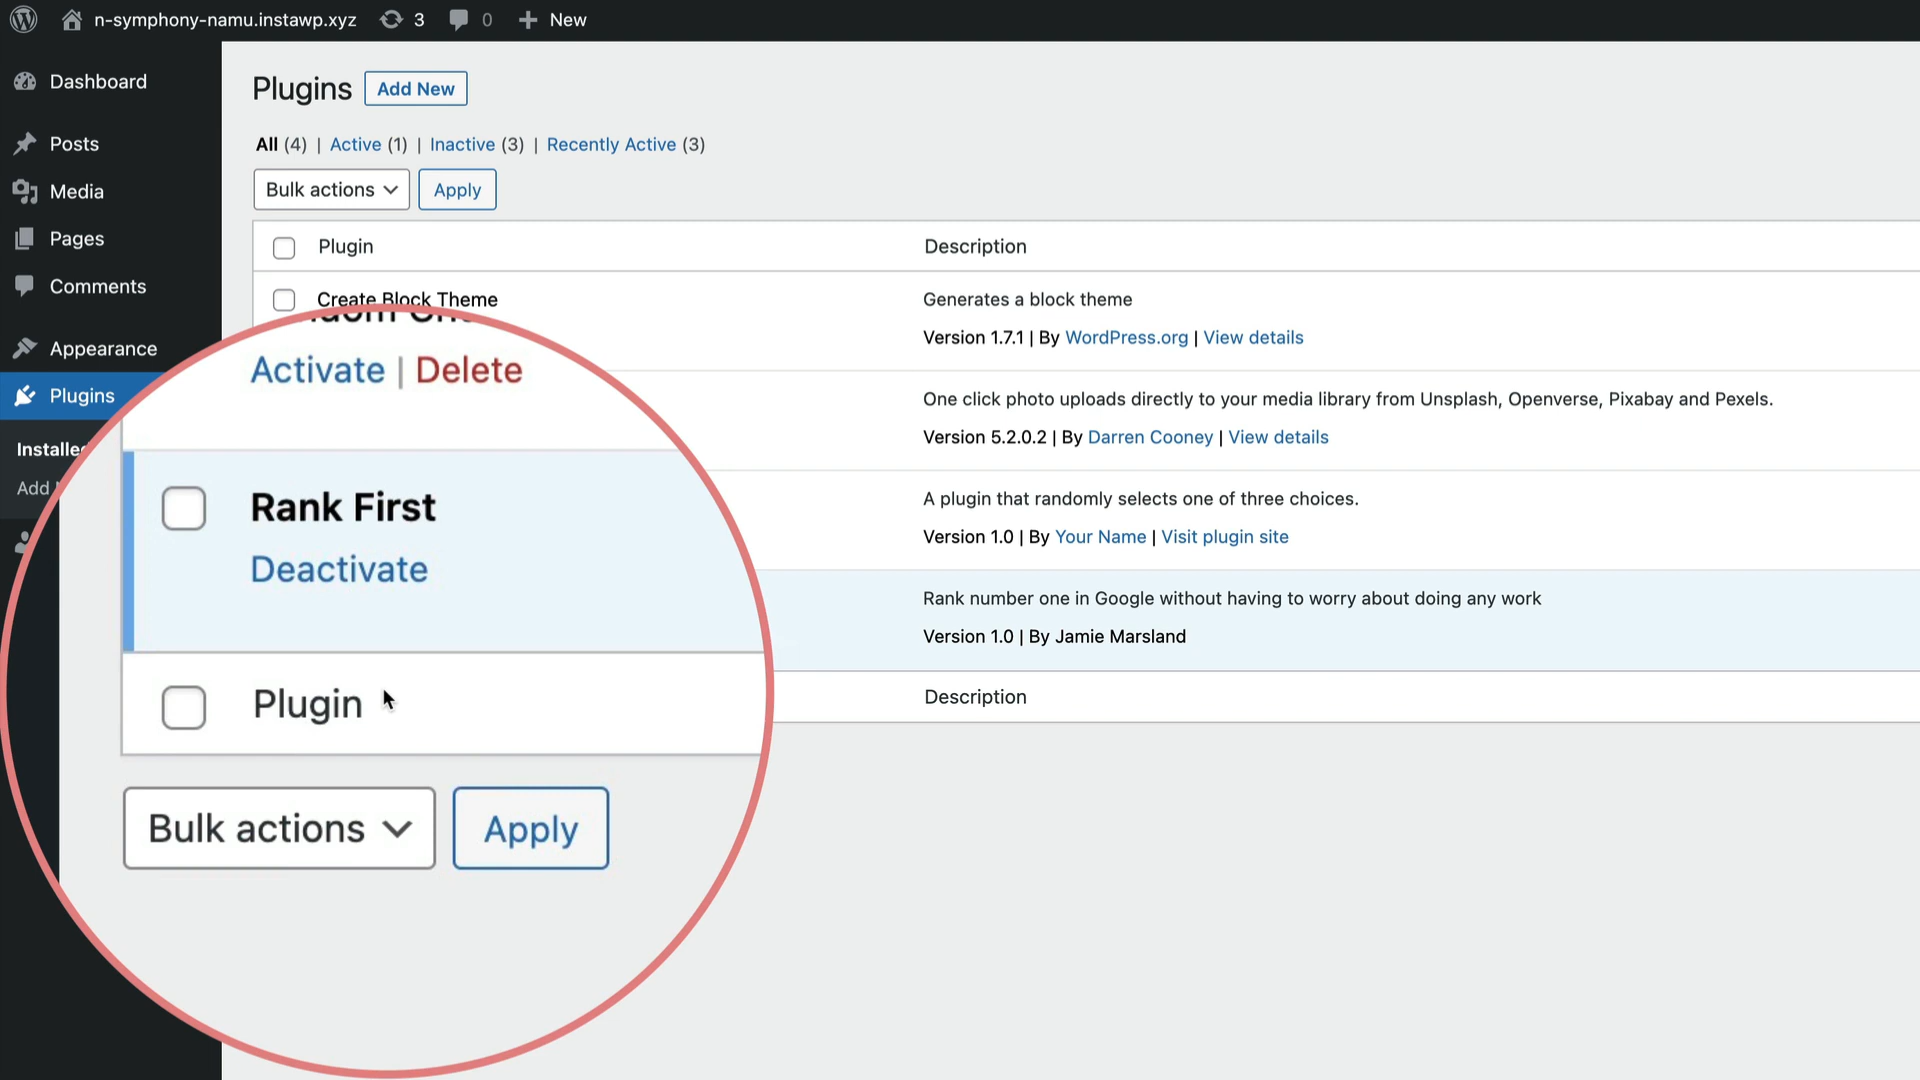 n-symphony-namu.instawp.xyz 3 0 New
Dashboard
Posts
Media
Pages
Comments
Appearance
Plugins
Installed
Add
Plugins Add New
All (4) | Active (1) | Inactive (3) | Recently Active (3)
Bulk actions Apply
Plugin Description
Create Block Theme Generates a block theme
Version 1.7.1 | By WordPress.org | View details
One click photo uploads directly to your media library from Unsplash, Openverse, Pixabay and Pexels.
Version 5.2.0.2 | By Darren Cooney | View details
A plugin that randomly selects one of three choices.
Version 1.0 | By Your Name | Visit plugin site
Rank number one in Google without having to worry about doing any work
Version 1.0 | By Jamie Marsland
Description
Activate | Delete
Rank First
Deactivate
Plugin
Bulk actions Apply